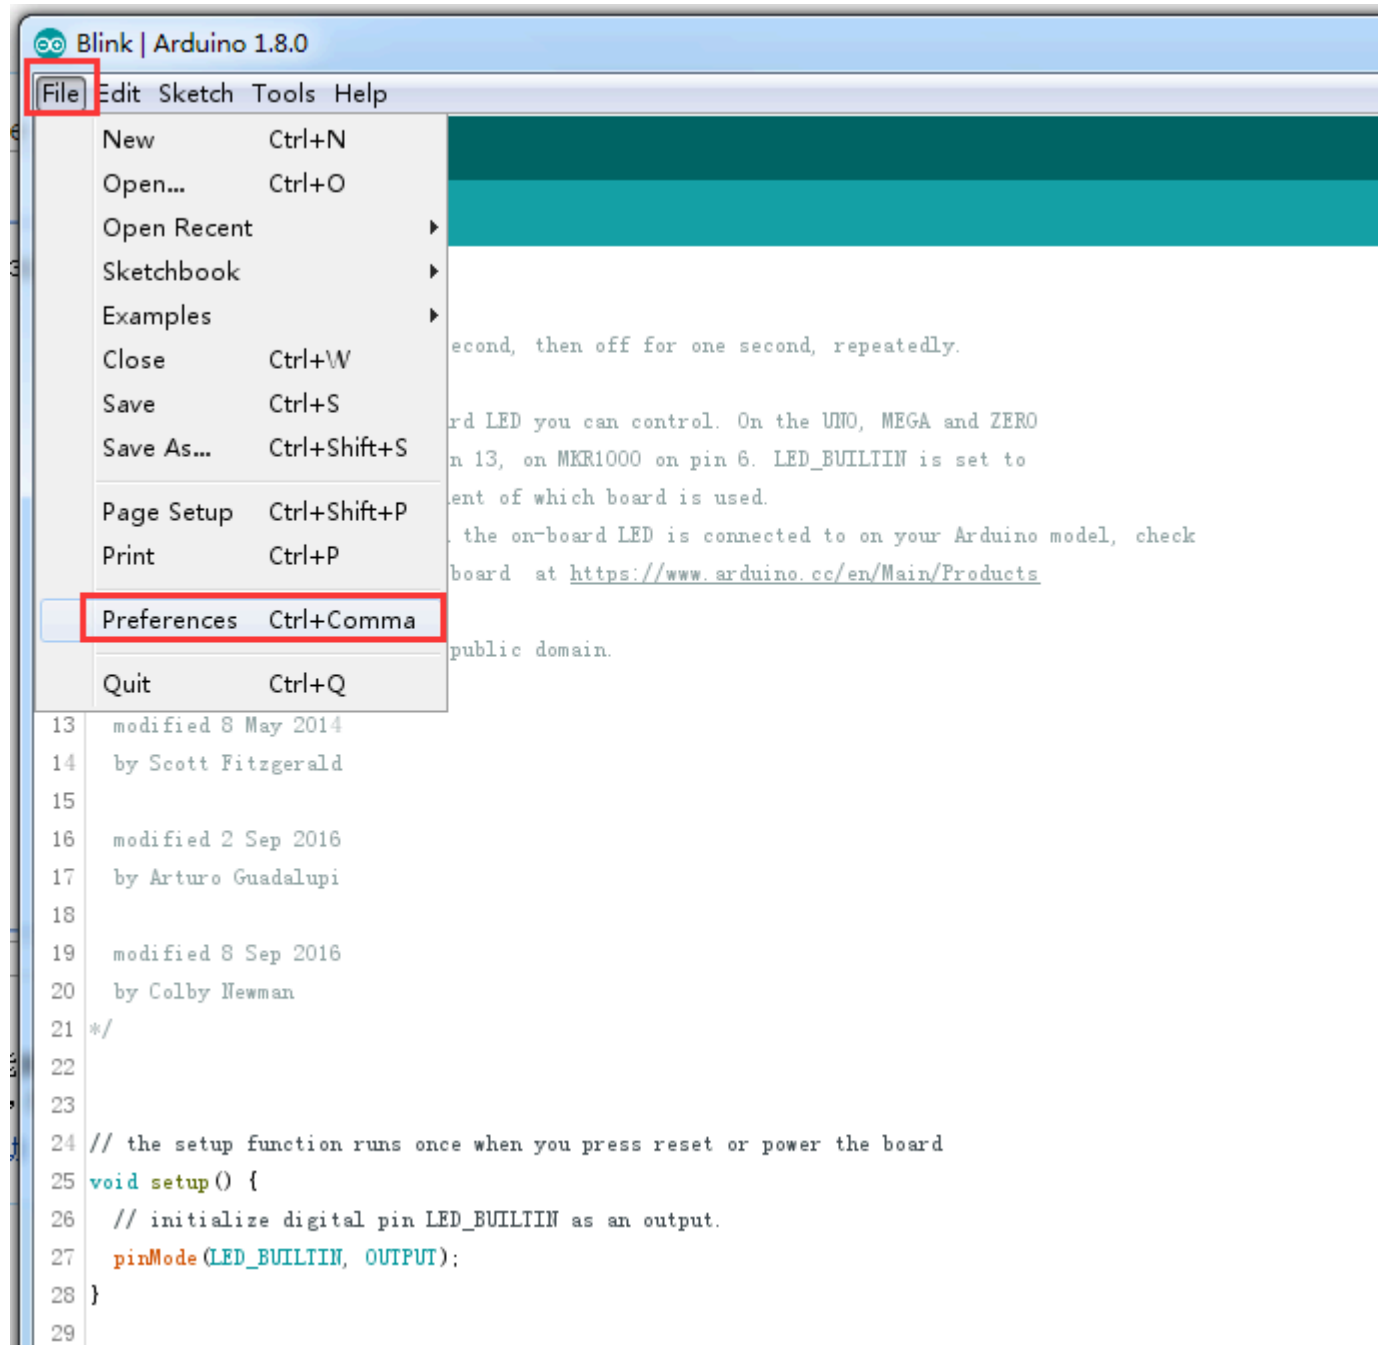 Blink | Arduino 1.8.0
File Edit Sketch Tools Help
New Ctrl+N
Open... Ctrl+O
Open Recent
Sketchbook
Examples
Close Ctrl+W
Save Ctrl+S
Save As... Ctrl+Shift+S
Page Setup Ctrl+Shift+P
Print Ctrl+P
Preferences Ctrl+Comma
Quit Ctrl+Q
econd, then off for one second, repeatedly.
rd LED you can control. On the UNO, MEGA and ZERO
n 13, on MKR1000 on pin 6. LED_BUILTIN is set to
ent of which board is used.
the on-board LED is connected to on your Arduino model, check
board at https://www.arduino.cc/en/Main/Products
public domain.
13 modified 8 May 2014
14 by Scott Fitzgerald
15
16 modified 2 Sep 2016
17 by Arturo Guadalupi
18
19 modified 8 Sep 2016
20 by Colby Newman
21 */
22
23
24 // the setup function runs once when you press reset or power the board
25 void setup() {
26 // initialize digital pin LED_BUILTIN as an output.
27 pinMode(LED_BUILTIN, OUTPUT);
28 }
29